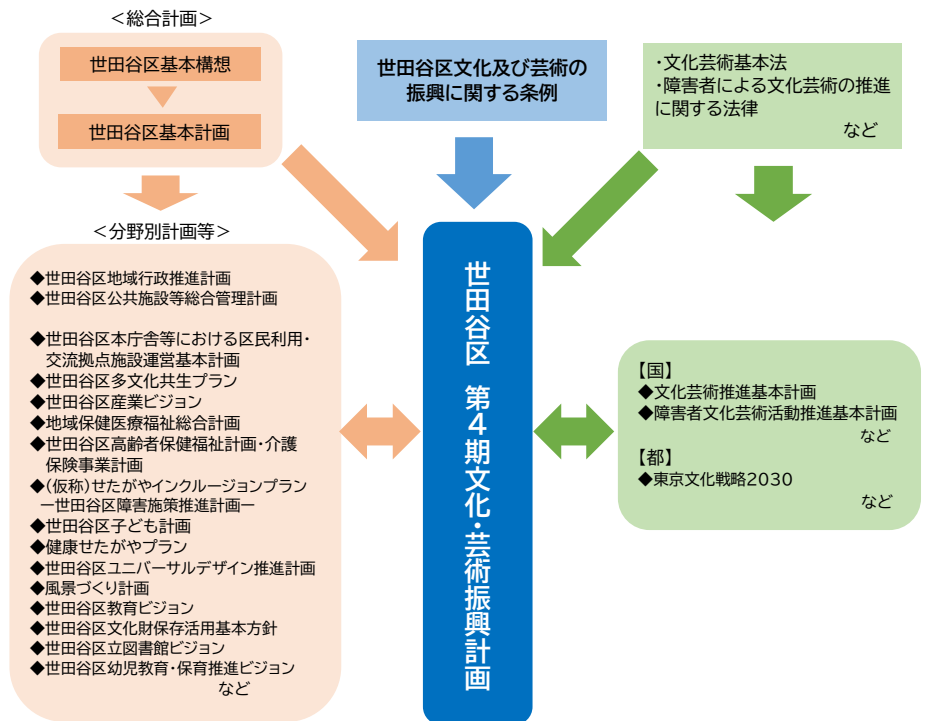 ＜総合計画＞
世田谷区基本構想
世田谷区基本計画
世田谷区文化及び芸術の
振興に関する条例
・文化芸術基本法
・障害者による文化芸術の推進
に関する法律
など
＜分野別計画等＞
◆世田谷区地域行政推進計画
◆世田谷区公共施設等総合管理計画
◆世田谷区本庁舎等における区民利用・
交流拠点施設運営基本計画
◆世田谷区多文化共生プラン
◆世田谷区産業ビジョン
◆地域保健医療福祉総合計画
◆世田谷区高齢者保健福祉計画・介護
保険事業計画
◆(仮称)せたがやインクルージョンプラン
ー世田谷区障害施策推進計画ー
◆世田谷区子ども計画
◆健康せたがやプラン
◆世田谷区ユニバーサルデザイン推進計画
◆風景づくり計画
◆世田谷区教育ビジョン
◆世田谷区文化財保存活用基本方針
◆世田谷区立図書館ビジョン
◆世田谷区幼児教育・保育推進ビジョン
など
世田谷区 第4期文化・芸術振興計画
【国】
◆文化芸術推進基本計画
◆障害者文化芸術活動推進基本計画
など
【都】
◆東京文化戦略2030
など